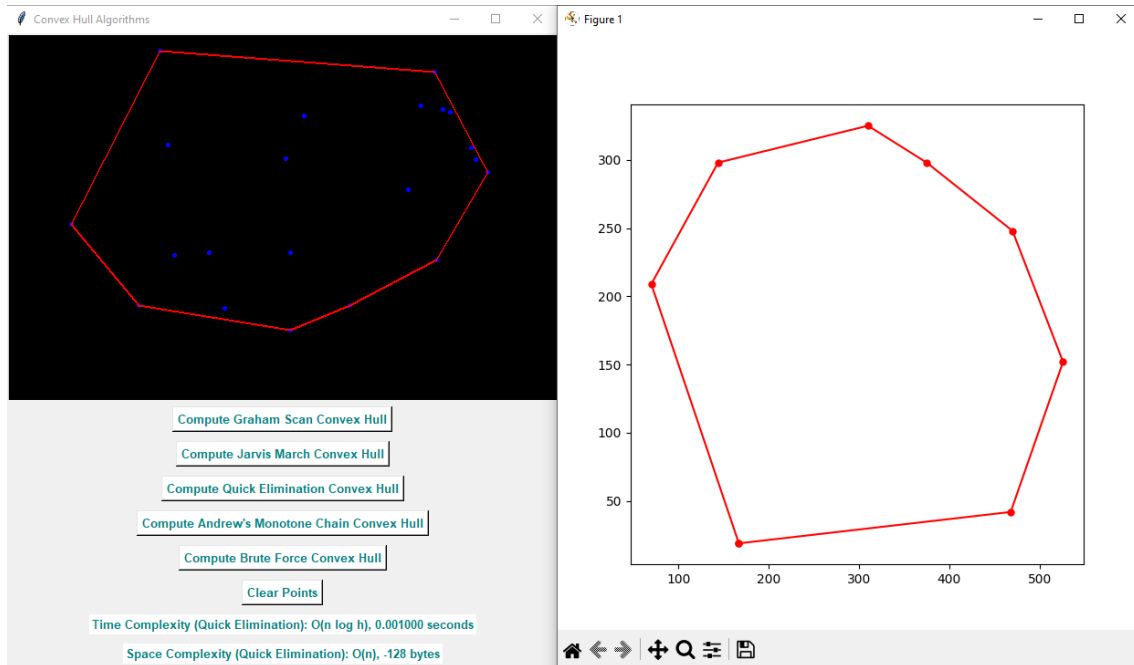 Convex Hull Algorithms
Compute Graham Scan Convex Hull
Compute Jarvis March Convex Hull
Compute Quick Elimination Convex Hull
Compute Andrew's Monotone Chain Convex Hull
Compute Brute Force Convex Hull
Clear Points
Time Complexity (Quick Elimination): O(n log h), 0.001000 seconds
Space Complexity (Quick Elimination): O(n), -128 bytes
Figure 1
300
250
200
150
100
50
100 200 300 400 500